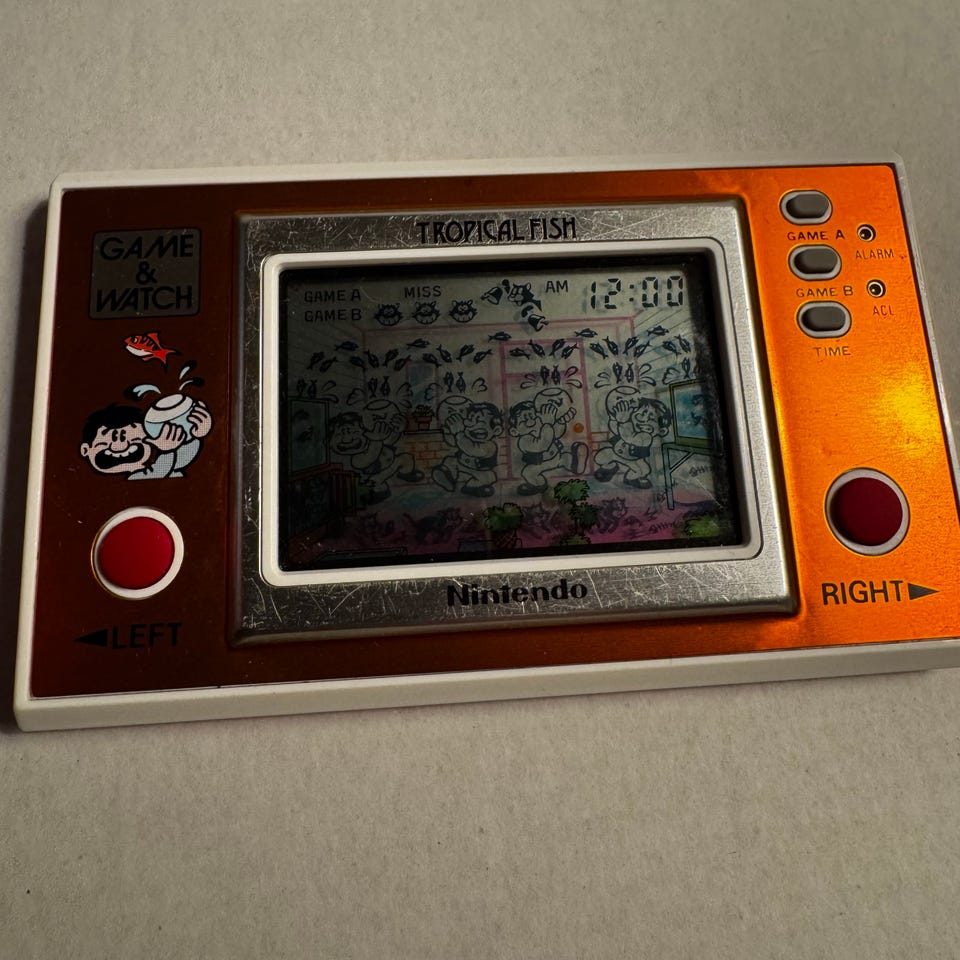 GAME
&
WATCH
TROPICAL FISH
GAME A
GAME B
MISS
AM
12:00
GAME A
ALARM
GAME B
ACL
TIME
Nintendo
◀LEFT
RIGHT▶